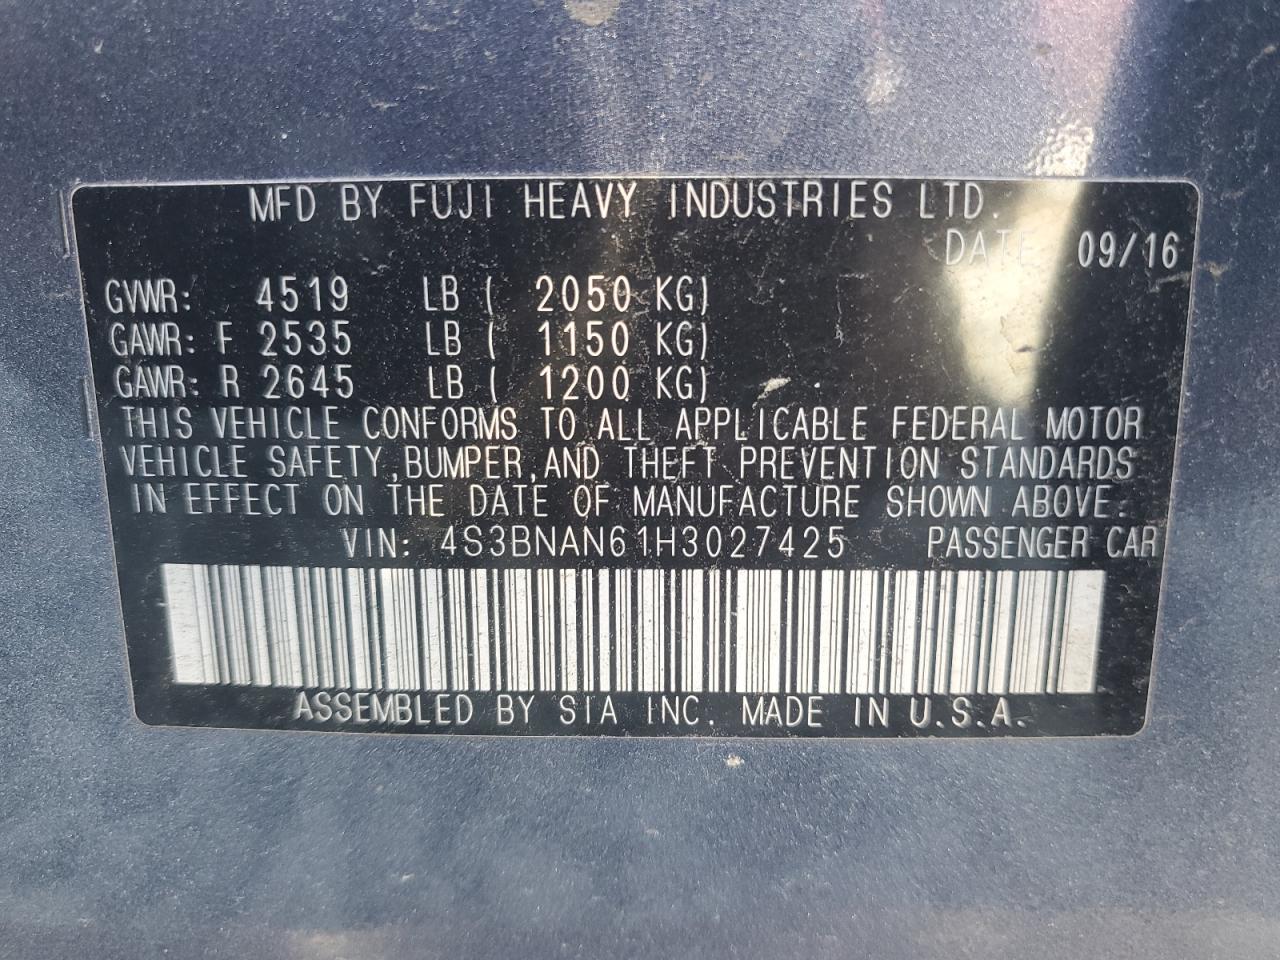 MFD BY FUJI HEAVY INDUSTRIES LTD.
DATE 09/16
GVWR: 4519 LB ( 2050 KG)
GAWR: F 2535 LB ( 1150 KG)
GAWR: R 2645 LB ( 1200 KG)
THIS VEHICLE CONFORMS TO ALL APPLICABLE FEDERAL MOTOR
VEHICLE SAFETY,BUMPER,AND THEFT PREVENTION STANDARDS
IN EFFECT ON THE DATE OF MANUFACTURE SHOWN ABOVE:
VIN: 4S3BNAN61H3027425 PASSENGER CAR
ASSEMBLED BY SIA INC. MADE IN U.S.A.